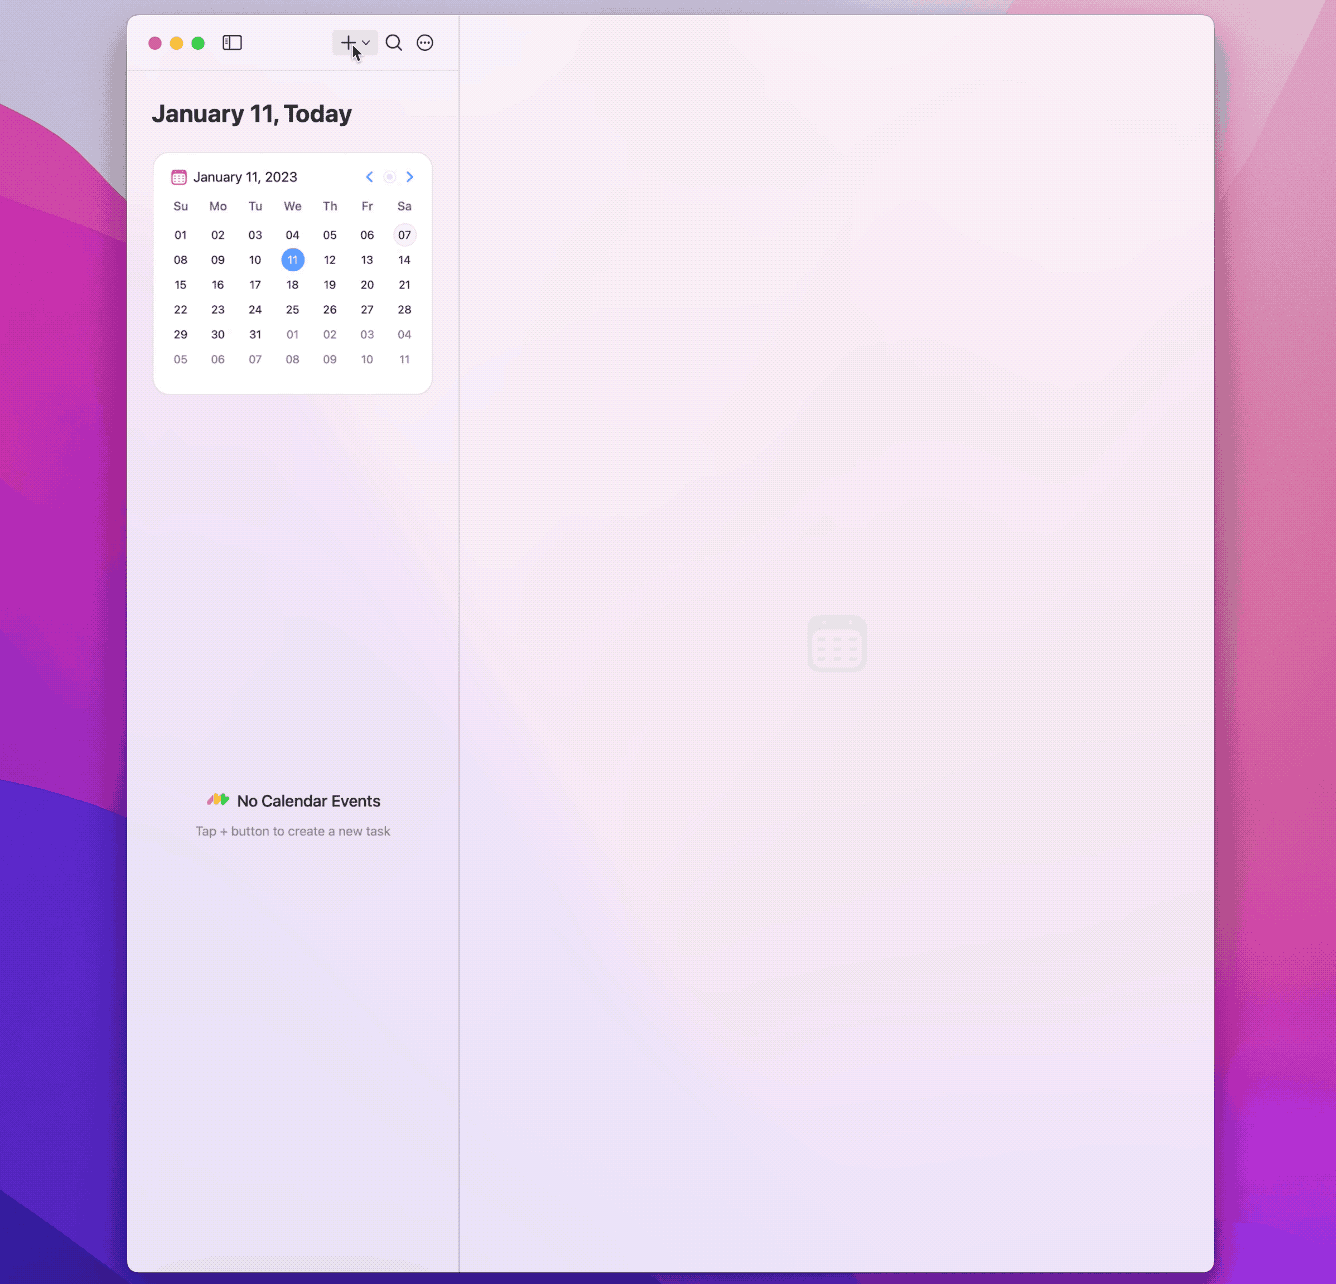 January 11, Today
January 11, 2023
Su Mo Tu We Th Fr Sa
01 02 03 04 05 06 07
08 09 10 11 12 13 14
15 16 17 18 19 20 21
22 23 24 25 26 27 28
29 30 31 01 02 03 04
05 06 07 08 09 10 11
No Calendar Events
Tap + button to create a new task